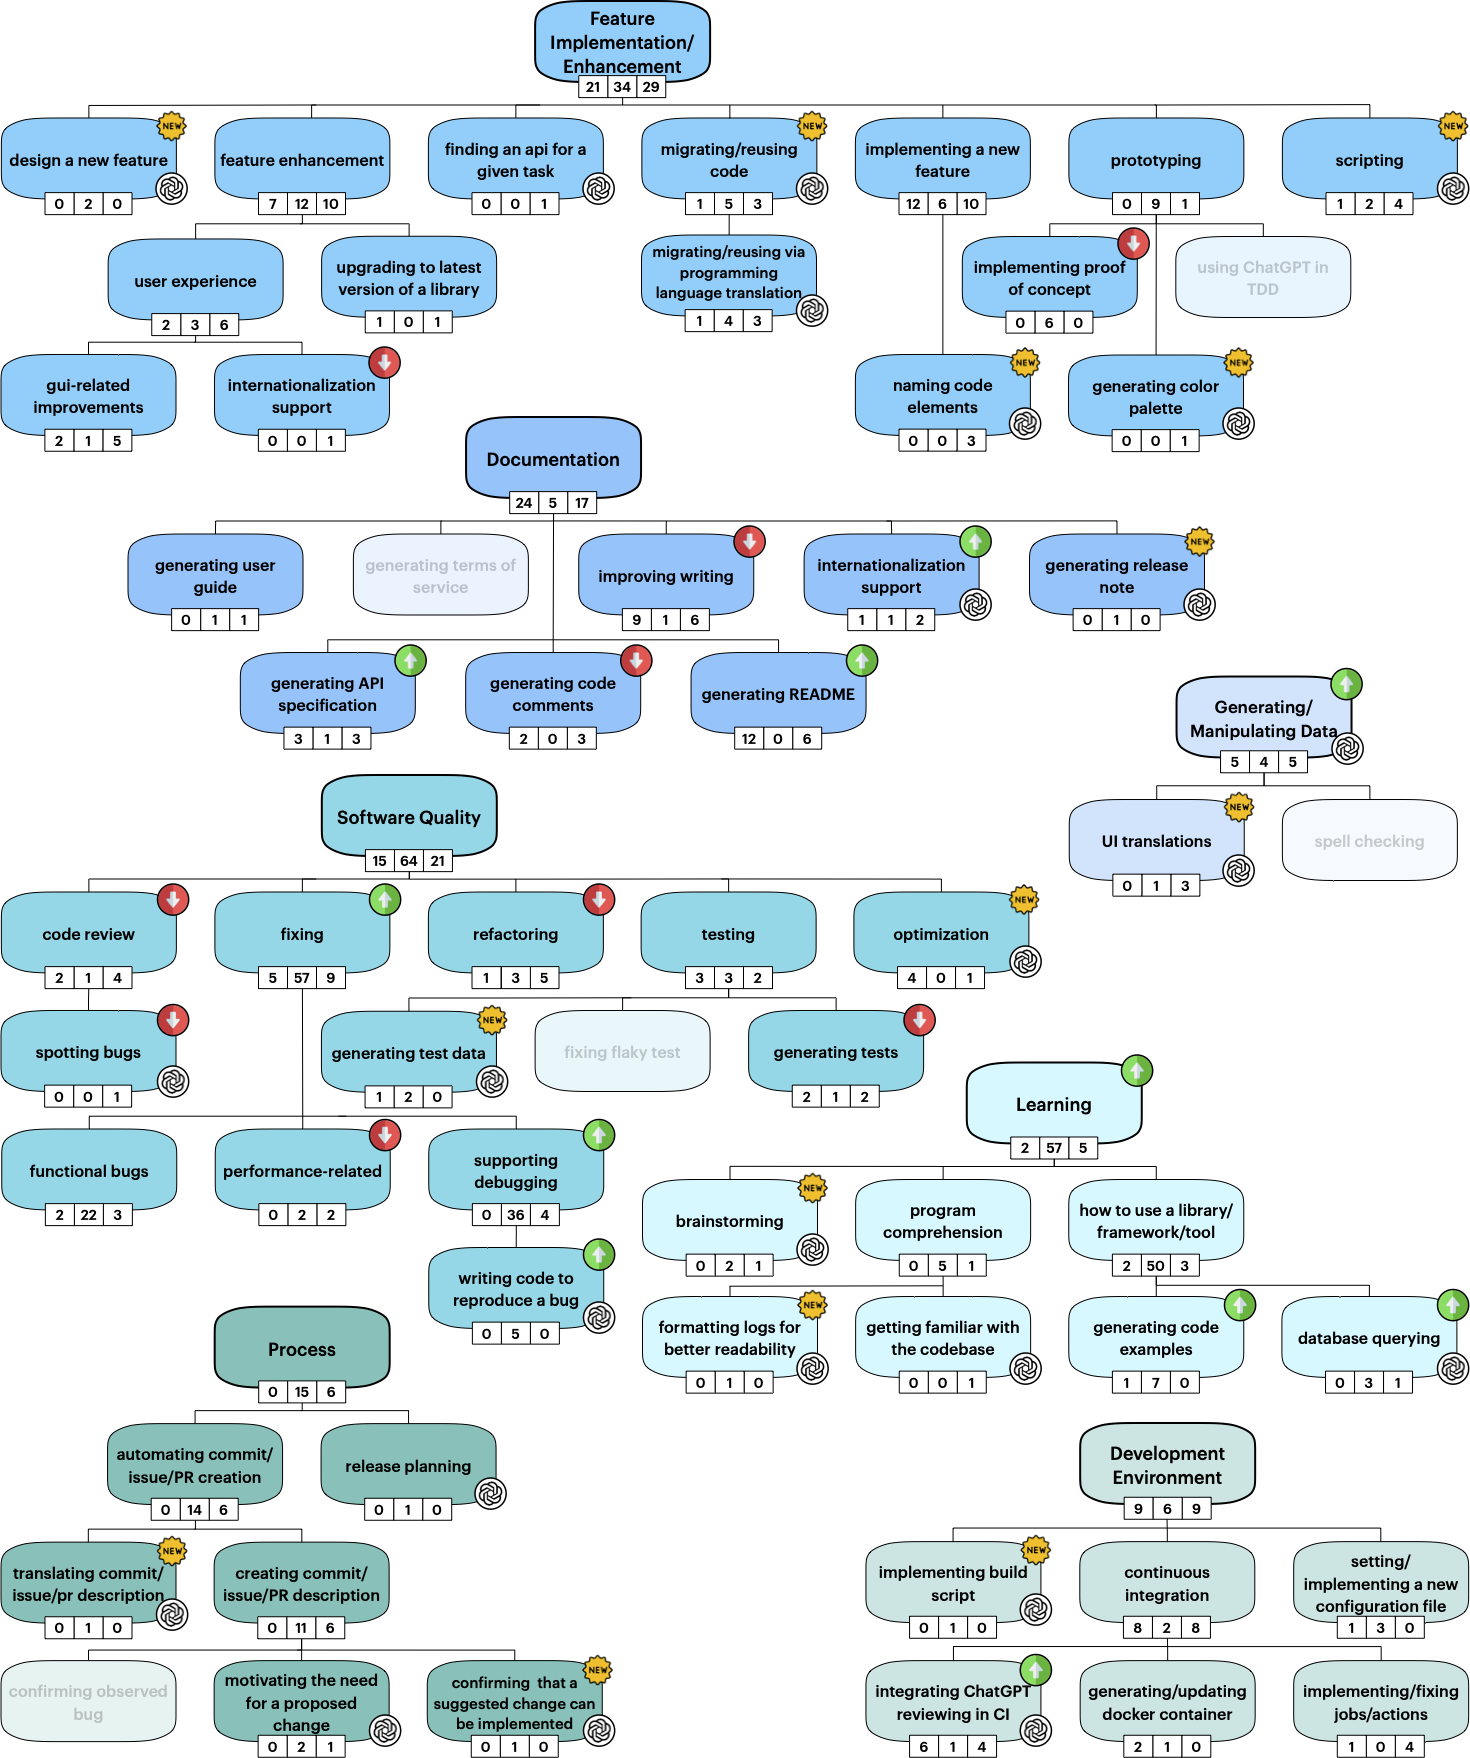 Feature
Implementation/
Enhancement
21 34 29
NEW
design a new feature
0 2 0
feature enhancement
7 12 10
finding an api for a
given task
0 0 1
NEW
migrating/reusing
code
1 5 3
implementing a new
feature
12 6 10
prototyping
0 9 1
NEW
scripting
1 2 4
user experience
2 3 6
upgrading to latest
version of a library
1 0 1
migrating/reusing via
programming
language translation
1 4 3
implementing proof
of concept
0 6 0
using ChatGPT in
TDD
gui-related
improvements
2 1 5
internationalization
support
0 0 1
NEW
naming code
elements
0 0 3
NEW
generating color
palette
0 0 1
Documentation
24 5 17
generating user
guide
0 1 1
generating terms of
service
improving writing
9 1 6
internationalization
support
1 1 2
NEW
generating release
note
0 1 0
generating API
specification
3 1 3
generating code
comments
2 0 3
generating README
12 0 6
Generating/
Manipulating Data
5 4 5
NEW
UI translations
0 1 3
spell checking
Software Quality
15 64 21
code review
2 1 4
fixing
5 57 9
refactoring
1 3 5
testing
3 3 2
NEW
optimization
4 0 1
spotting bugs
0 0 1
NEW
generating test data
1 2 0
fixing flaky test
generating tests
2 1 2
functional bugs
2 22 3
performance-related
0 2 2
supporting
debugging
0 36 4
writing code to
reproduce a bug
0 5 0
Learning
2 57 5
NEW
brainstorming
0 2 1
program
comprehension
0 5 1
how to use a library/
framework/tool
2 50 3
NEW
formatting logs for
better readability
0 1 0
getting familiar with
the codebase
0 0 1
generating code
examples
1 7 0
database querying
0 3 1
Process
0 15 6
automating commit/
issue/PR creation
0 14 6
release planning
0 1 0
NEW
translating commit/
issue/pr description
0 1 0
creating commit/
issue/PR description
0 11 6
confirming observed
bug
motivating the need
for a proposed
change
0 2 1
NEW
confirming that a
suggested change can
be implemented
0 1 0
Development
Environment
9 6 9
NEW
implementing build
script
0 1 0
continuous
integration
8 2 8
setting/
implementing a new
configuration file
1 3 0
integrating ChatGPT
reviewing in CI
6 1 4
generating/updating
docker container
2 1 0
implementing/fixing
jobs/actions
1 0 4